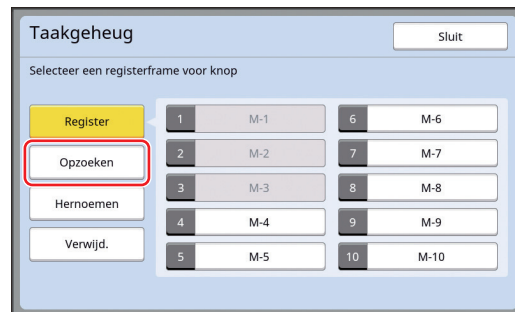 Taakgeheug
Sluit
Selecteer een registerframe voor knop
Register
Opzoeken
Hernoemen
Verwijd.
1 M-1
2 M-2
3 M-3
4 M-4
5 M-5
6 M-6
7 M-7
8 M-8
9 M-9
10 M-10